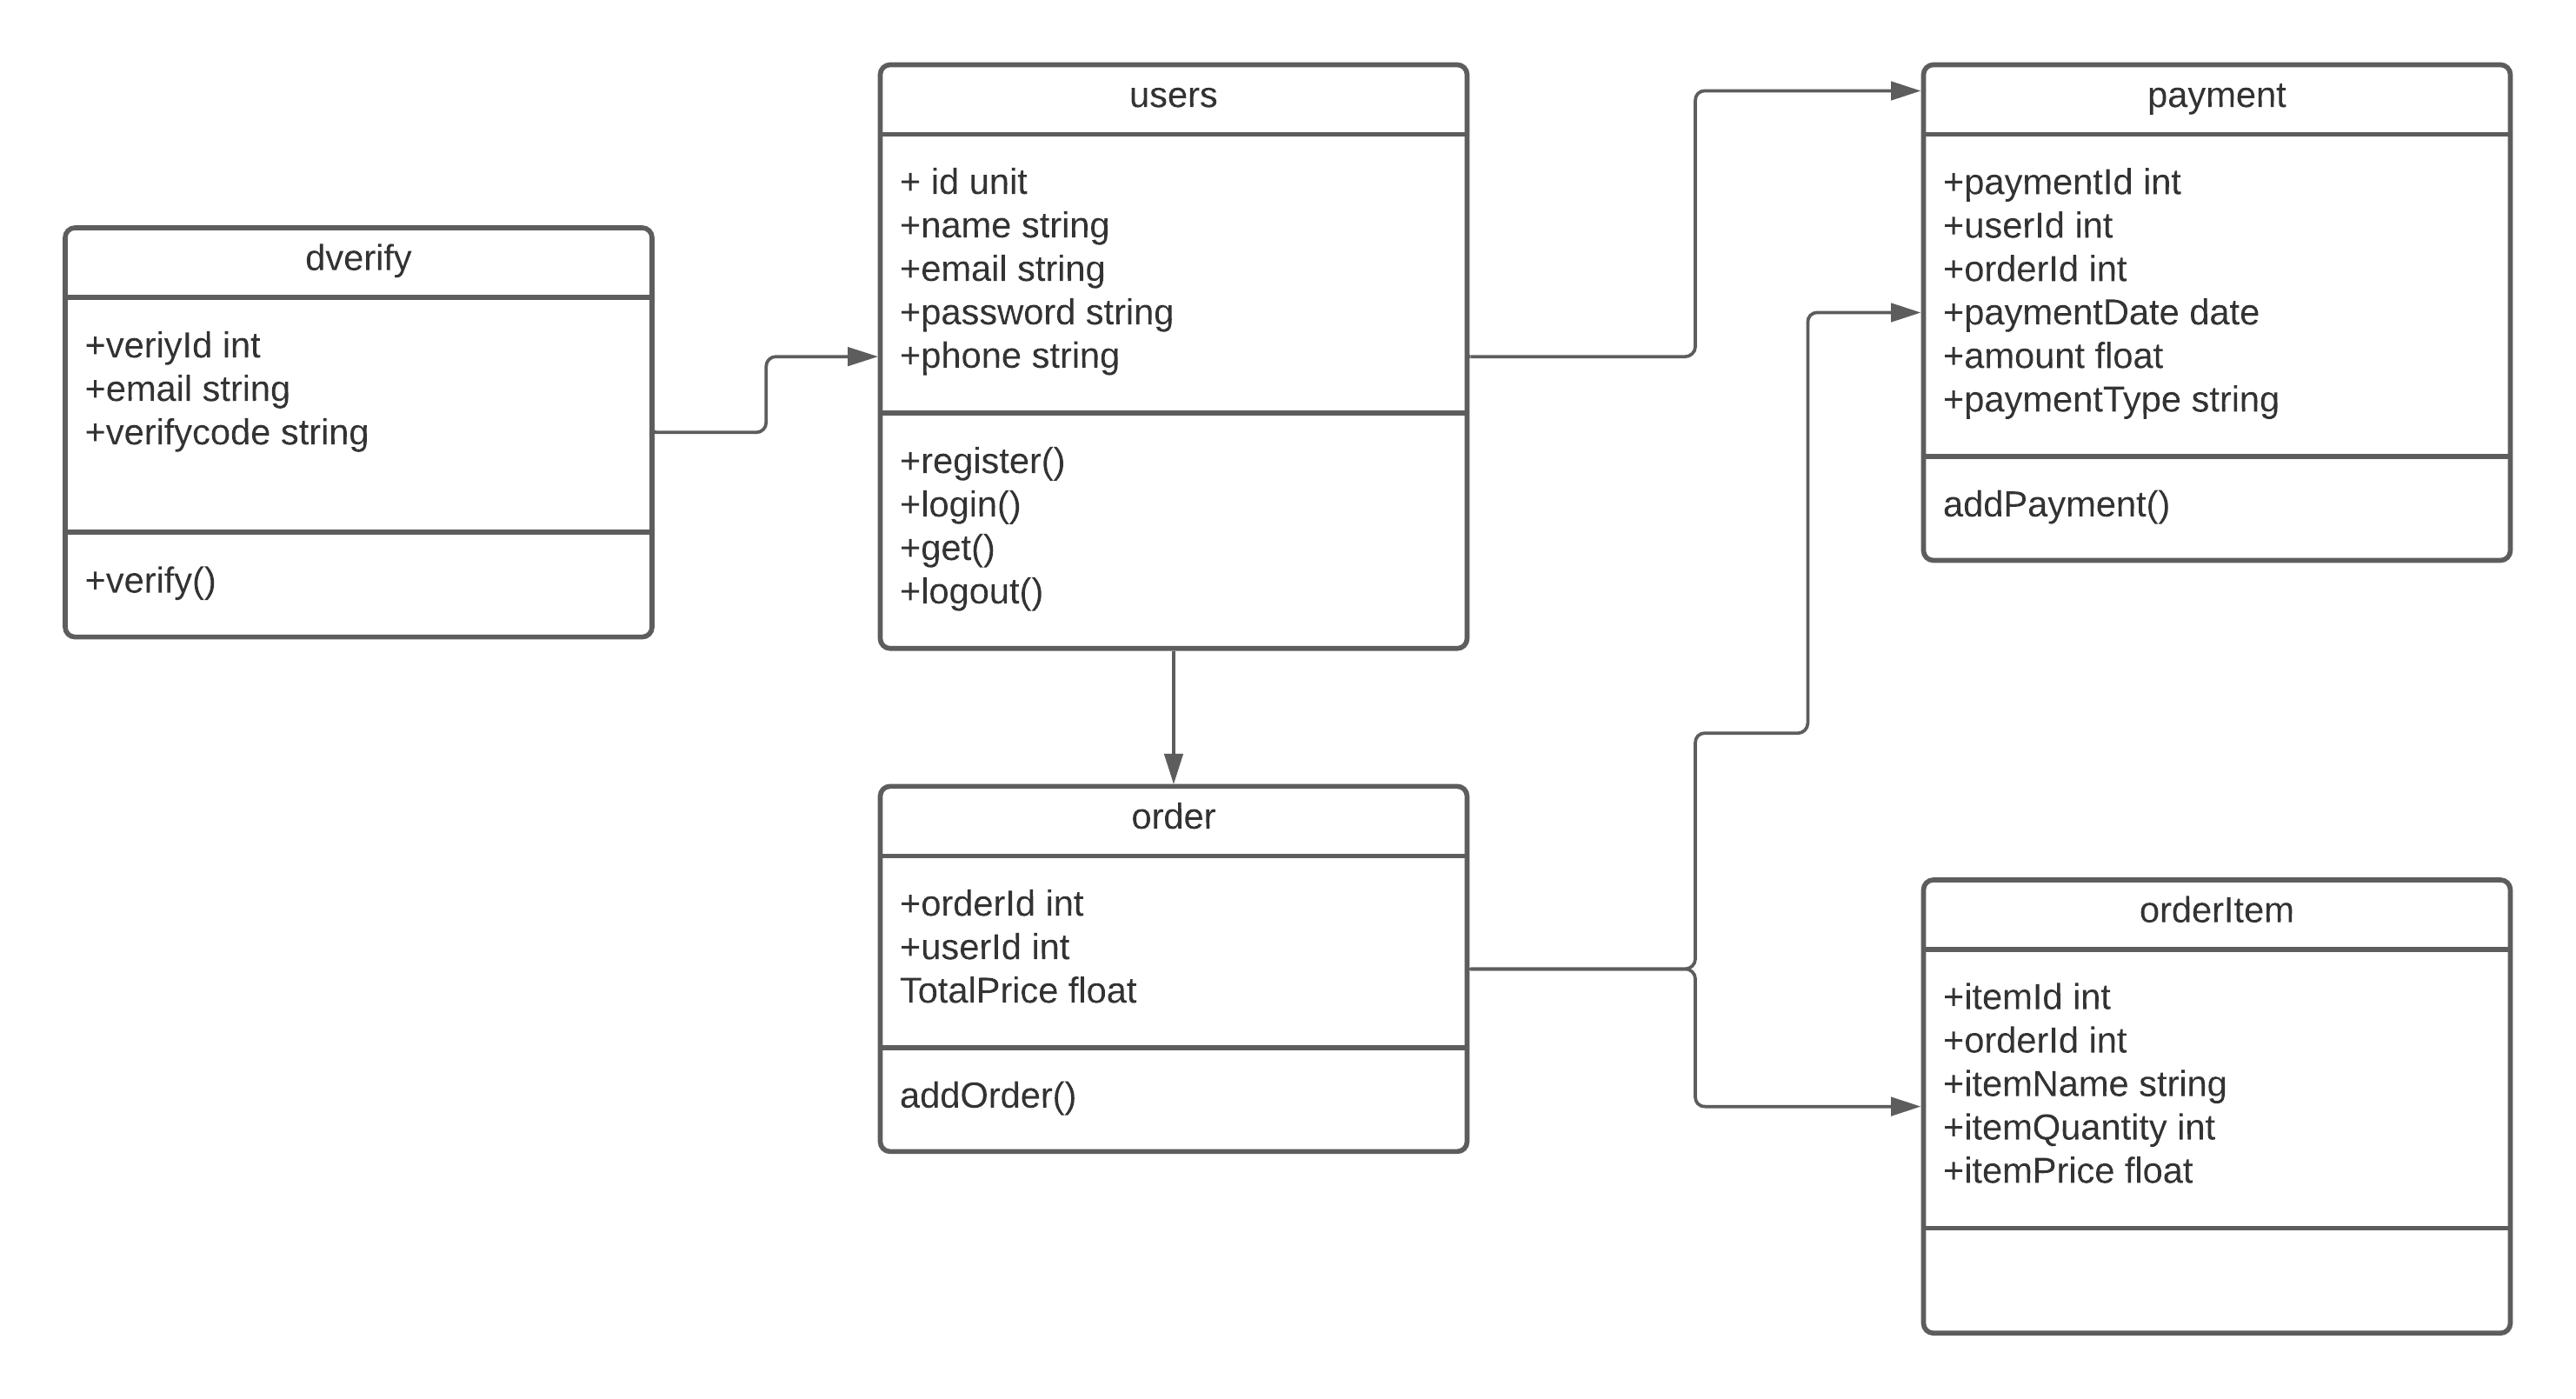 dverify
+veriyId int
+email string
+verifycode string
+verify()
users
+ id unit
+name string
+email string
+password string
+phone string
+register()
+login()
+get()
+logout()
order
+orderId int
+userId int
TotalPrice float
addOrder()
payment
+paymentId int
+userId int
+orderId int
+paymentDate date
+amount float
+paymentType string
addPayment()
orderItem
+itemId int
+orderId int
+itemName string
+itemQuantity int
+itemPrice float